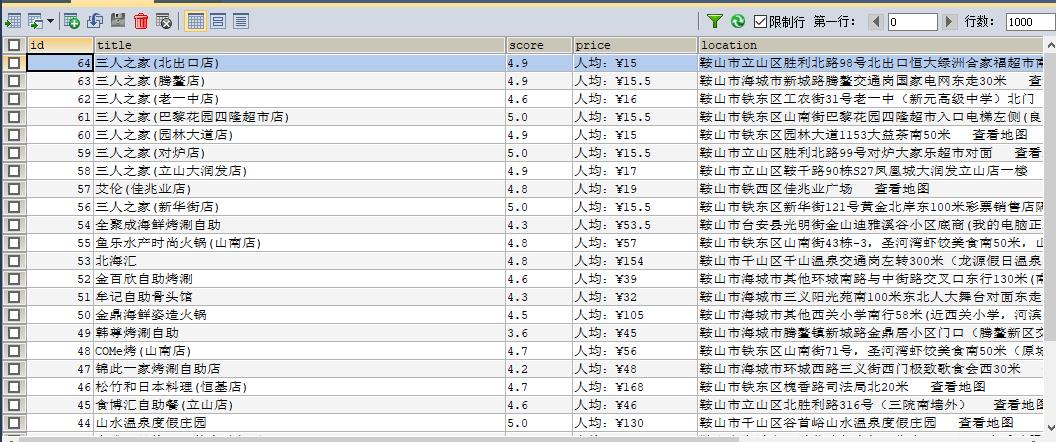 限制行 第一行: 0 行数: 1000
id title score price location
64 三人之家(北出口店) 4.9 人均：¥15 鞍山市立山区胜利北路98号北出口恒大绿洲合家福超市南
63 三人之家(腾鳌店) 4.9 人均：¥15.5 鞍山市海城市新城路腾鳌交通岗国家电网东走30米 查
62 三人之家(老一中店) 4.6 人均：¥16 鞍山市铁东区工农街31号老一中（新元高级中学）北门
61 三人之家(巴黎花园四隆超市店) 5.0 人均：¥15.5 鞍山市铁东区山南街巴黎花园四隆超市入口电梯左侧(良
60 三人之家(园林大道店) 4.9 人均：¥15 鞍山市铁东区园林大道1153大益茶南50米 查看地图
59 三人之家(对炉店) 5.0 人均：¥15.5 鞍山市立山区胜利北路99号对炉大家乐超市对面 查看
58 三人之家(立山大润发店) 4.9 人均：¥17 鞍山市立山区鞍千路90栋S27凤凰城大润发立山店一楼
57 艾伦(佳兆业店) 4.8 人均：¥19 鞍山市铁西区佳兆业广场 查看地图
56 三人之家(新华街店) 5.0 人均：¥15.5 鞍山市铁东区新华街121号黄金北岸东100米彩票销售店隔
54 金聚成海鲜烤涮自助 4.3 人均：¥53.5 鞍山市台安县光明街金山迪雅溪谷小区底商(我的电脑正
55 鱼乐水产时尚火锅(山南店) 4.8 人均：¥57 鞍山市铁东区山南街43栋-3，圣河湾虾饺美食南50米，山
53 北海汇 4.8 人均：¥154 鞍山市千山区千山温泉交通岗左转300米（龙源假日温泉
52 金百欣自助烤涮 4.6 人均：¥39 鞍山市海城市其他环城南路与中街路交叉口东行130米(南
51 牟记自助骨头馆 4.3 人均：¥32 鞍山市海城市三义阳光苑南100米东北人大舞台对面东走
50 金鼎海鲜姿造火锅 4.5 人均：¥105 鞍山市海城市其他西关小学南行58米(近西关小学，河滨
49 韩尊烤涮自助 3.6 人均：¥45 鞍山市海城市腾鳌镇新城路金鼎居小区门口（腾鳌新区交
48 COMe烤(山南店) 4.7 人均：¥56 鞍山市铁东区山南街71号，圣河湾虾饺美食南50米（原城
47 锦此一家烤涮自助店 4.2 人均：¥48 鞍山市海城市环城西路三义街西门极致歌食会西30米
46 松竹和日本料理(恒基店) 4.7 人均：¥168 鞍山市铁东区槐香路司法局北20米 查看地图
45 食博汇自助餐(立山店) 4.6 人均：¥46 鞍山市立山区北胜利路316号（三院南墙外） 查看地图
44 山水温泉度假庄园 5.0 人均：¥130 鞍山市千山区谷首峪山水温泉度假庄园 查看地图